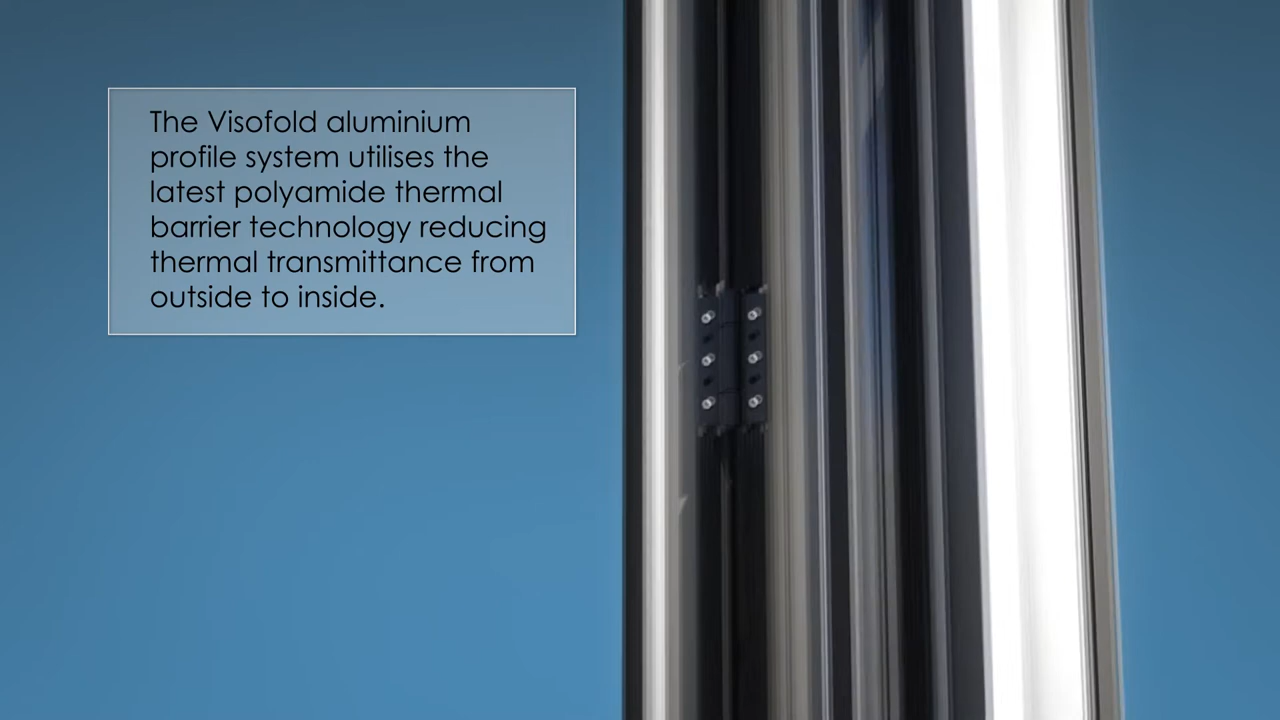 The Visofold aluminium
profile system utilises the
latest polyamide thermal
barrier technology reducing
thermal transmittance from
outside to inside.